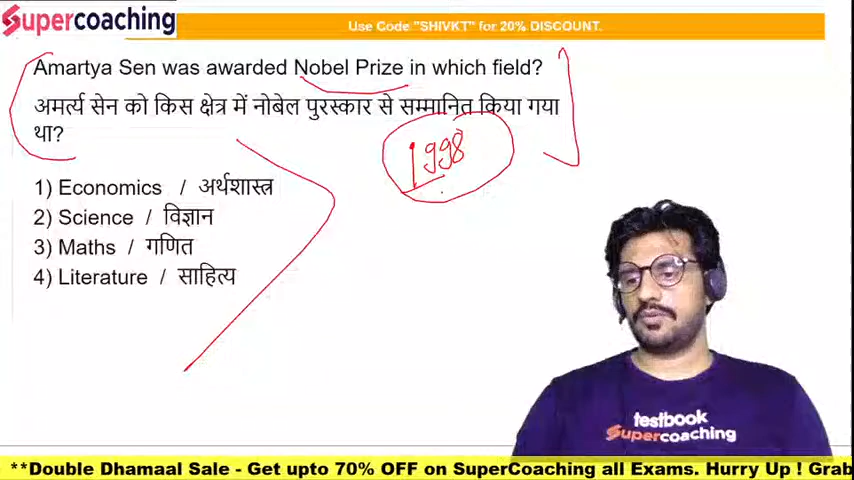 Supercoaching
Use Code "SHIVKT" for 20% DISCOUNT.
Amartya Sen was awarded Nobel Prize in which field?
अमर्त्य सेन को किस क्षेत्र में नोबेल पुरस्कार से सम्मानित किया गया
था?
1998
1) Economics / अर्थशास्त्र
2) Science / विज्ञान
3) Maths / गणित
4) Literature / साहित्य
testbook
Supercoaching
**Double Dhamaal Sale - Get upto 70% OFF on SuperCoaching all Exams. Hurry Up ! Grab